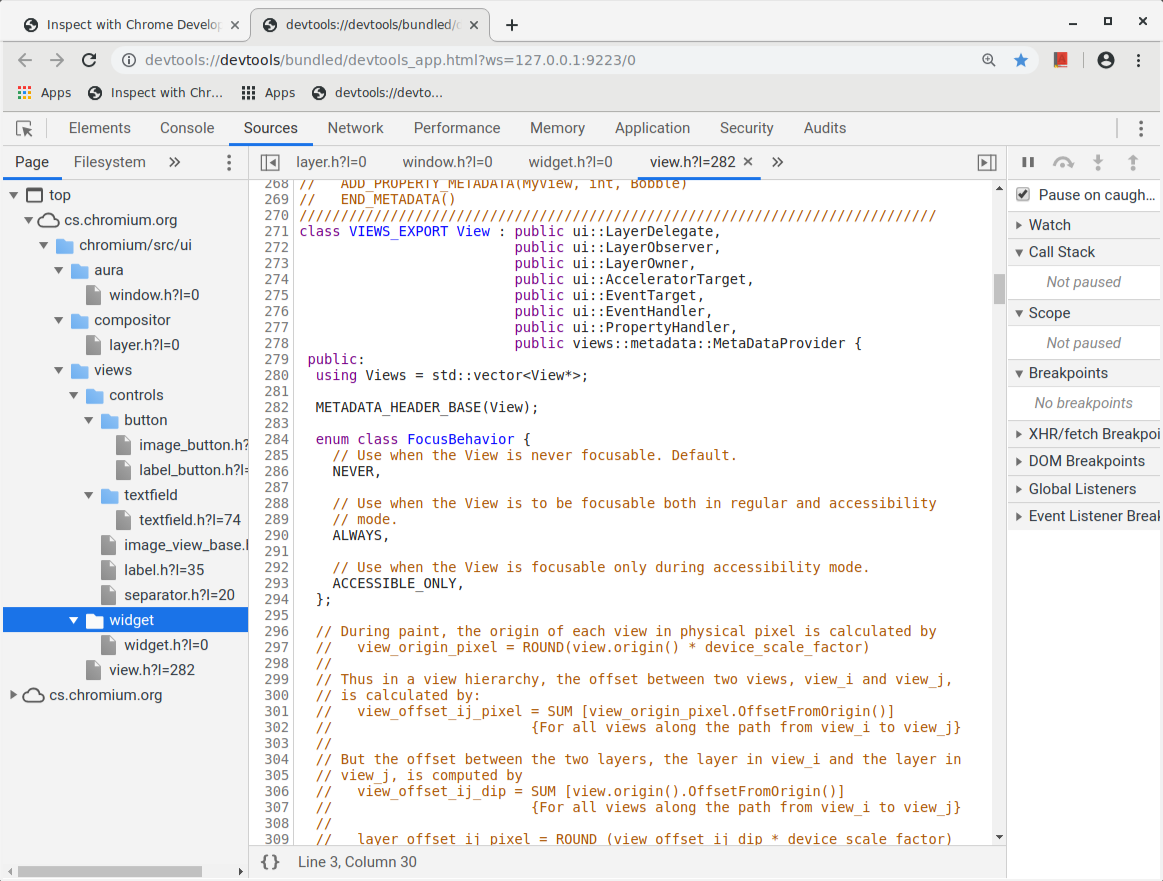 Inspect with Chrome Develop
devtools://devtools/bundled/
devtools://devtools/bundled/devtools_app.html?ws=127.0.0.1:9223/0
Apps
Inspect with Chr...
Apps
devtools://devto...
Elements
Console
Sources
Network
Performance
Memory
Application
Security
Audits
Page
Filesystem
layer.h?l=0
window.h?l=0
widget.h?l=0
view.h?l=282
top
cs.chromium.org
chromium/src/ui
aura
window.h?l=0
compositor
layer.h?l=0
views
controls
button
image_button.h?
label_button.h?l=
textfield
textfield.h?l=74
image_view_base.h
label.h?l=35
separator.h?l=20
widget
widget.h?l=0
view.h?l=282
cs.chromium.org
268 //   ADD_PROPERTY_METADATA(MyView, int, Bobble)
269 //   END_METADATA()
270 /////////////////////////////////////////////////////////////////////////////
271 class VIEWS_EXPORT View : public ui::LayerDelegate,
272                           public ui::LayerObserver,
273                           public ui::LayerOwner,
274                           public ui::AcceleratorTarget,
275                           public ui::EventTarget,
276                           public ui::EventHandler,
277                           public ui::PropertyHandler,
278                           public views::metadata::MetaDataProvider {
279  public:
280   using Views = std::vector<View*>;
281
282   METADATA_HEADER_BASE(View);
283
284   enum class FocusBehavior {
285     // Use when the View is never focusable. Default.
286     NEVER,
287
288     // Use when the View is to be focusable both in regular and accessibility
289     // mode.
290     ALWAYS,
291
292     // Use when the View is focusable only during accessibility mode.
293     ACCESSIBLE_ONLY,
294   };
295
296   // During paint, the origin of each view in physical pixel is calculated by
297   //   view_origin_pixel = ROUND(view.origin() * device_scale_factor)
298   //
299   // Thus in a view hierarchy, the offset between two views, view_i and view_j,
300   // is calculated by:
301   //   view_offset_ij_pixel = SUM [view_origin_pixel.OffsetFromOrigin()]
302   //                        {For all views along the path from view_i to view_j}
303   //
304   // But the offset between the two layers, the layer in view_i and the layer in
305   // view_j, is computed by
306   //   view_offset_ij_dip = SUM [view.origin().OffsetFromOrigin()]
307   //                        {For all views along the path from view_i to view_j}
308   //
309   //   layer_offset_ij_pixel = ROUND (view_offset_ij_dip * device_scale_factor)
{} Line 3, Column 30
Pause on caugh...
Watch
Call Stack
Not paused
Scope
Not paused
Breakpoints
No breakpoints
XHR/fetch Breakpoi
DOM Breakpoints
Global Listeners
Event Listener Break